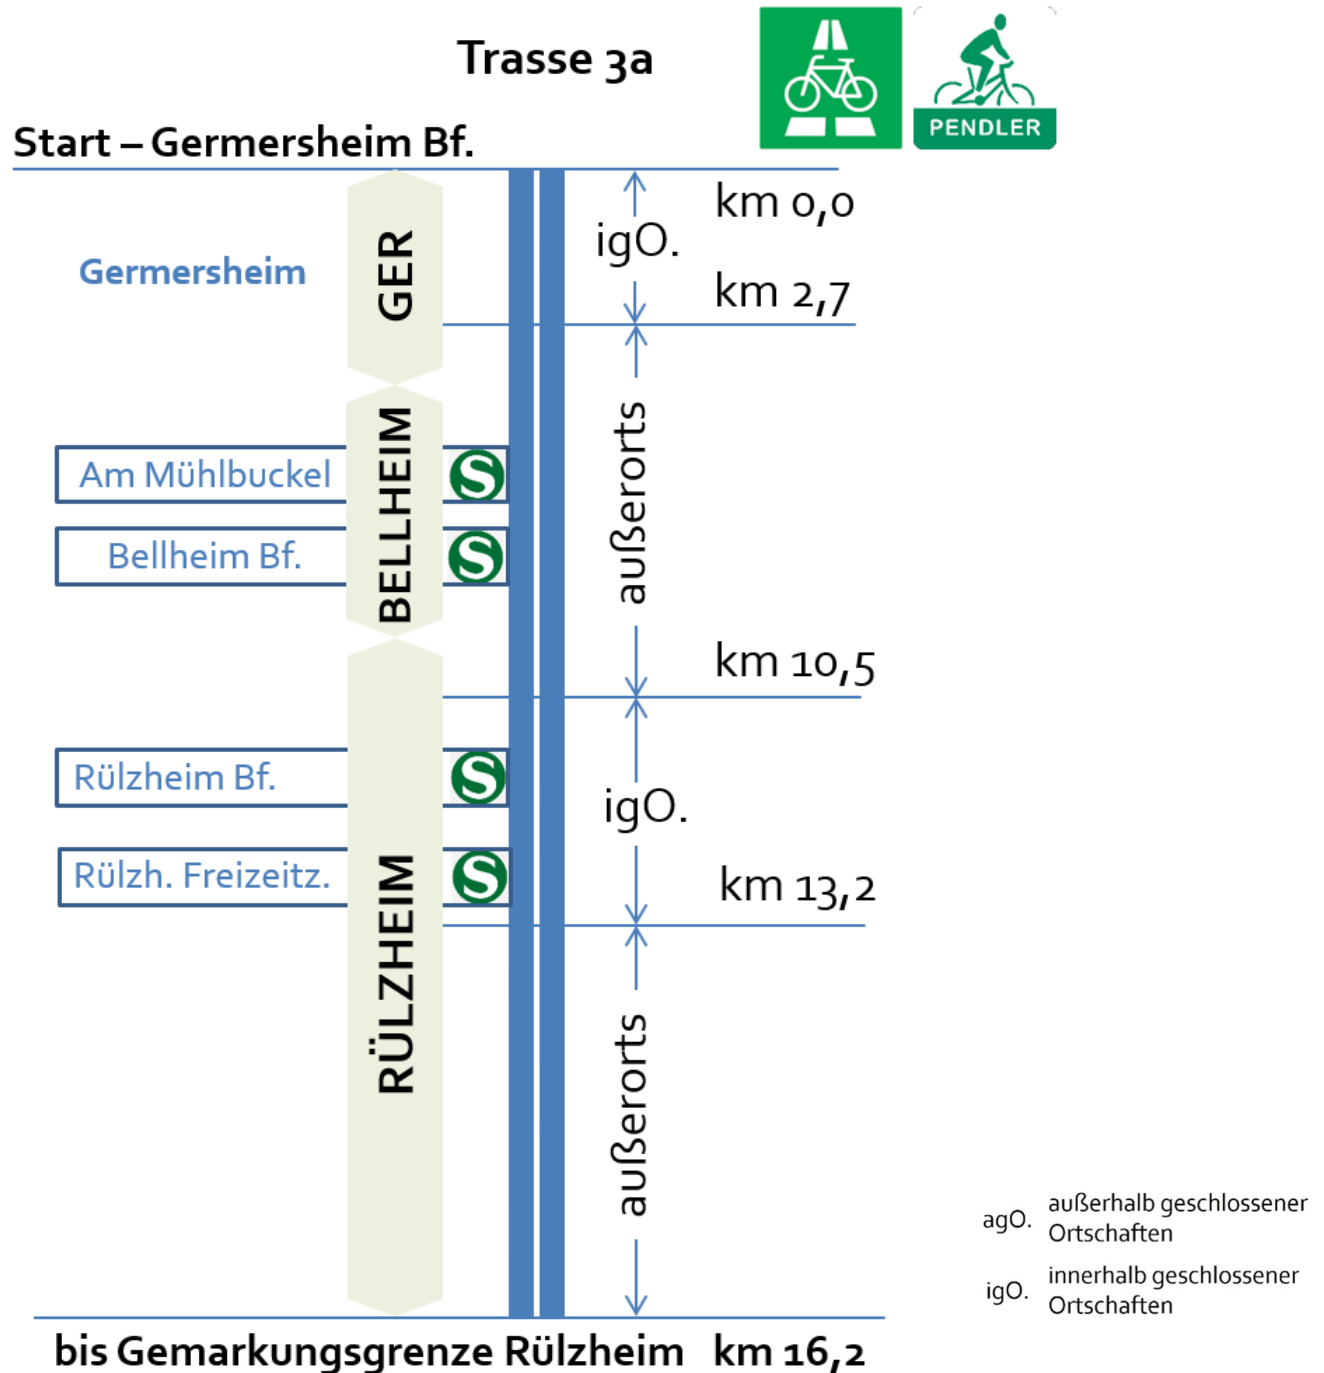 Trasse 3a
PENDLER
Start – Germersheim Bf.
km 0,0
igO.
GER
Germersheim
km 2,7
außerorts
BELLHEIM
Am Mühlbuckel
S
Bellheim Bf.
S
km 10,5
Rülzheim Bf.
S
igO.
Rülzh. Freizeitz.
S
km 13,2
RÜLZHEIM
außerorts
agO.
außerhalb geschlossener
Ortschaften
igO.
innerhalb geschlossener
Ortschaften
bis Gemarkungsgrenze Rülzheim km 16,2